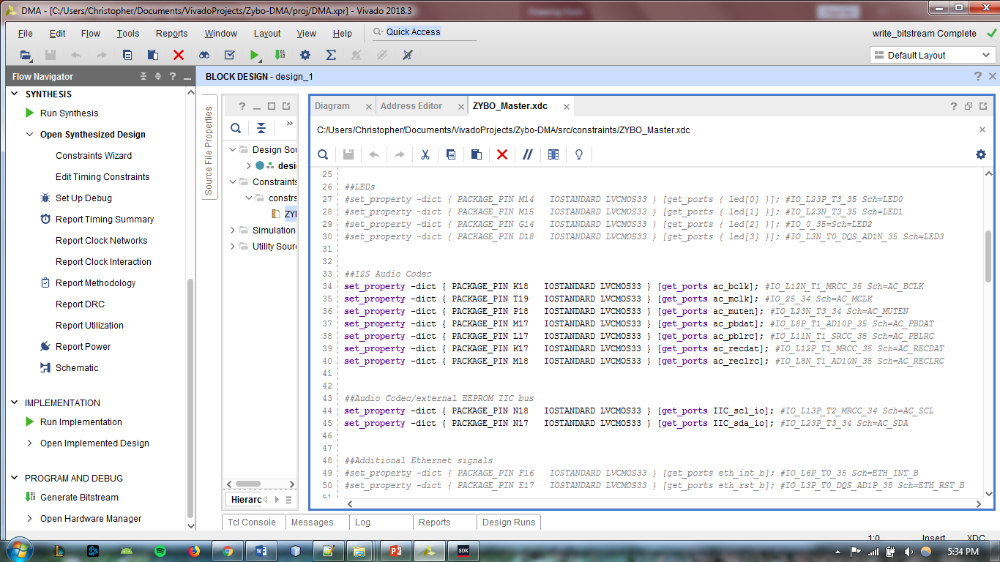 DMA - [C:/Users/Christopher/Documents/VivadoProjects/Zybo-DMA/proj/DMA.xpr] - Vivado 2018.3
File Edit Flow Tools Reports Window Layout View Help Quick Access
write_bitstream Complete
Default Layout
Flow Navigator
BLOCK DESIGN - design_1
SYNTHESIS
Run Synthesis
Open Synthesized Design
Constraints Wizard
Edit Timing Constraints
Set Up Debug
Report Timing Summary
Report Clock Networks
Report Clock Interaction
Report Methodology
Report DRC
Report Utilization
Report Power
Schematic
IMPLEMENTATION
Run Implementation
Open Implemented Design
PROGRAM AND DEBUG
Generate Bitstream
Open Hardware Manager
Source File Properties
Design Sou
desi
Constraints
constrs
ZYI
Simulation
Utility Sour
Hierarc
Diagram Address Editor ZYBO_Master.xdc
C:/Users/Christopher/Documents/VivadoProjects/Zybo-DMA/src/constraints/ZYBO_Master.xdc
25
26 ##LEDs
27 #set_property -dict { PACKAGE_PIN M14 IOSTANDARD LVCMOS33 } [get_ports { led[0] }]; #IO_L23P_T3_35 Sch=LED0
28 #set_property -dict { PACKAGE_PIN M15 IOSTANDARD LVCMOS33 } [get_ports { led[1] }]; #IO_L23N_T3_35 Sch=LED1
29 #set_property -dict { PACKAGE_PIN G14 IOSTANDARD LVCMOS33 } [get_ports { led[2] }]; #IO_0_35=Sch=LED2
30 #set_property -dict { PACKAGE_PIN D18 IOSTANDARD LVCMOS33 } [get_ports { led[3] }]; #IO_L3N_T0_DQS_AD1N_35 Sch=LED3
31
32
33 ##I2S Audio Codec
34 set_property -dict { PACKAGE_PIN K18 IOSTANDARD LVCMOS33 } [get_ports ac_bclk]; #IO_L12N_T1_MRCC_35 Sch=AC_BCLK
35 set_property -dict { PACKAGE_PIN T19 IOSTANDARD LVCMOS33 } [get_ports ac_mclk]; #IO_25_34 Sch=AC_MCLK
36 set_property -dict { PACKAGE_PIN P18 IOSTANDARD LVCMOS33 } [get_ports ac_muten]; #IO_L23N_T3_34 Sch=AC_MUTEN
37 set_property -dict { PACKAGE_PIN M17 IOSTANDARD LVCMOS33 } [get_ports ac_pbdat]; #IO_L8P_T1_AD10P_35 Sch=AC_PBDAT
38 set_property -dict { PACKAGE_PIN L17 IOSTANDARD LVCMOS33 } [get_ports ac_pblrc]; #IO_L11N_T1_SRCC_35 Sch=AC_PBLRC
39 set_property -dict { PACKAGE_PIN K17 IOSTANDARD LVCMOS33 } [get_ports ac_recdat]; #IO_L12P_T1_MRCC_35 Sch=AC_RECDAT
40 set_property -dict { PACKAGE_PIN M18 IOSTANDARD LVCMOS33 } [get_ports ac_reclrc]; #IO_L8N_T1_AD10N_35 Sch=AC_RECLRC
41
42
43 ##Audio Codec/external EEPROM IIC bus
44 set_property -dict { PACKAGE_PIN N18 IOSTANDARD LVCMOS33 } [get_ports IIC_scl_io]; #IO_L13P_T2_MRCC_34 Sch=AC_SCL
45 set_property -dict { PACKAGE_PIN N17 IOSTANDARD LVCMOS33 } [get_ports IIC_sda_io]; #IO_L23P_T3_34 Sch=AC_SDA
46
47
48 ##Additional Ethernet signals
49 #set_property -dict { PACKAGE_PIN F16 IOSTANDARD LVCMOS33 } [get_ports eth_int_b]; #IO_L6P_T0_35 Sch=ETH_INT_B
50 #set_property -dict { PACKAGE_PIN E17 IOSTANDARD LVCMOS33 } [get_ports eth_rst_b]; #IO_L3P_T0_DQS_AD1P_35 Sch=ETH_RST_B
51
Tcl Console Messages Log Reports Design Runs
1:0 Insert XDC
SDK
5:34 PM